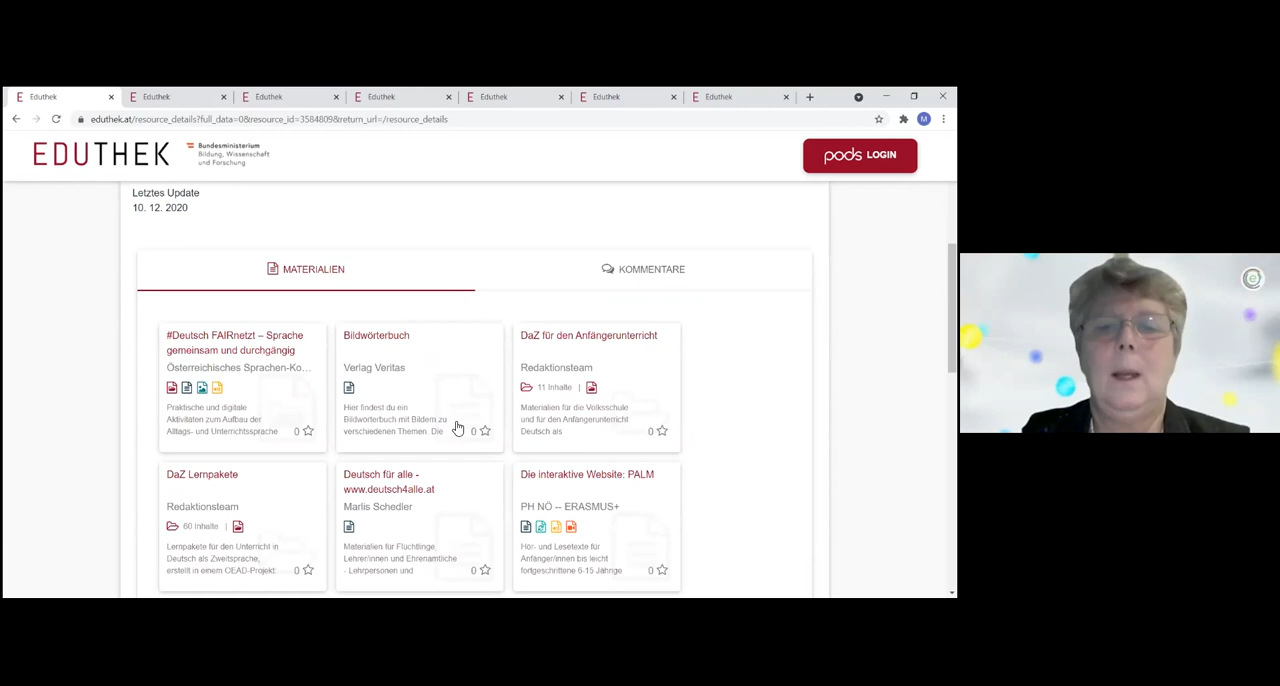 Eduthek
Eduthek
Eduthek
Eduthek
Eduthek
Eduthek
Eduthek
eduthek.at/resource_details?full_data=0&resource_id=3584809&return_url=/resource_details
M
EDUTHEK
Bundesministerium
Bildung, Wissenschaft
und Forschung
pods LOGIN
Letztes Update
10. 12. 2020
MATERIALIEN
KOMMENTARE
#Deutsch FAIRnetzt – Sprache
gemeinsam und durchgängig
Österreichisches Sprachen-Ko...
Praktische und digitale
Aktivitäten zum Aufbau der
Alltags- und Unterrichtssprache
0
Bildwörterbuch
Verlag Veritas
Hier findest du ein
Bildwörterbuch mit Bildern zu
verschiedenen Themen. Die
0
DaZ für den Anfängerunterricht
Redaktionsteam
11 Inhalte |
Materialien für die Volksschule
und für den Anfängerunterricht
Deutsch als
0
DaZ Lernpakete
Redaktionsteam
60 Inhalte |
Lernpakete für den Unterricht in
Deutsch als Zweitsprache,
erstellt in einem OEAD-Projekt:
0
Deutsch für alle -
www.deutsch4alle.at
Marlis Schedler
Materialien für Flüchtlinge,
Lehrer/innen und Ehrenamtliche
- Lehrpersonen und
0
Die interaktive Website: PALM
PH NÖ -- ERASMUS+
Hör- und Lesetexte für
Anfänger/innen bis leicht
fortgeschrittene 6-15 Jährige
0